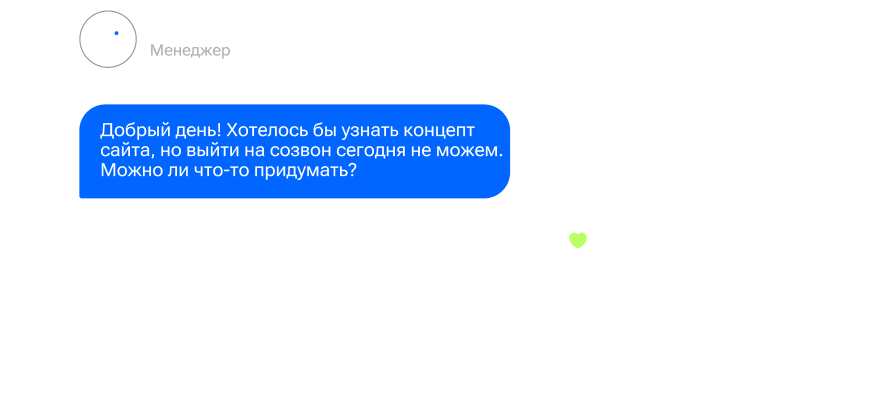 Менеджер
Добрый день! Хотелось бы узнать концепт
сайта, но выйти на созвон сегодня не можем.
Можно ли что-то придумать?